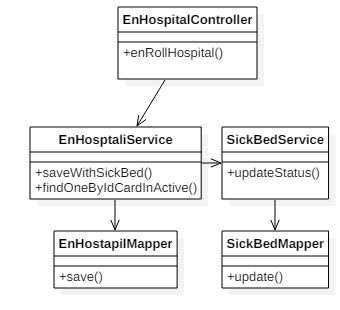 EnHospitalController
+enRollHospital()
EnHosptaliService
+saveWithSickBed()
+findOneByIdCardInActive()
SickBedService
+updateStatus()
EnHostapilMapper
+save()
SickBedMapper
+update()